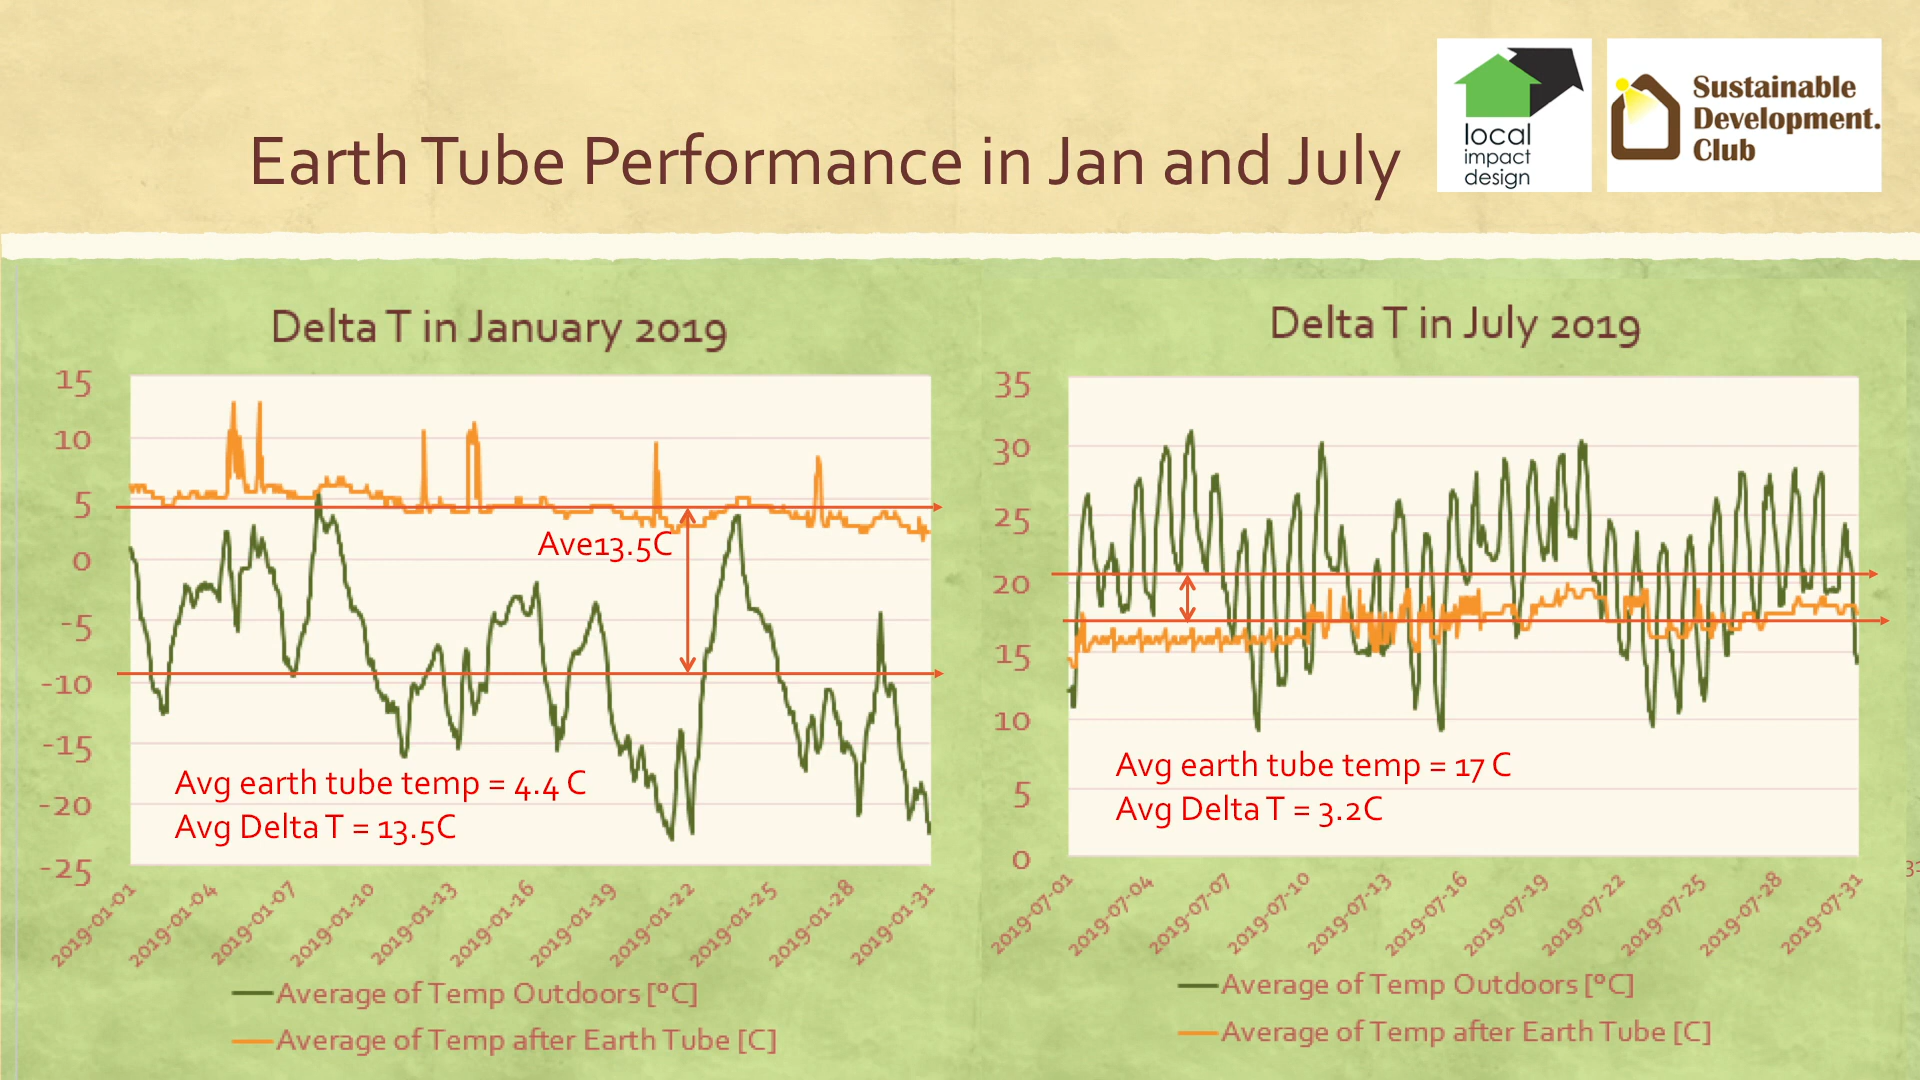 local
impact
design
Sustainable
Development.
Club
Earth Tube Performance in Jan and July
Delta T in January 2019
15
10
5
0
-5
-10
-15
-20
-25
Ave13.5C
Avg earth tube temp = 4.4 C
Avg Delta T = 13.5C
2019-01-01
2019-01-04
2019-01-07
2019-01-10
2019-01-13
2019-01-16
2019-01-19
2019-01-22
2019-01-25
2019-01-28
2019-01-31
Average of Temp Outdoors [°C]
Average of Temp after Earth Tube [C]
Delta T in July 2019
35
30
25
20
15
10
5
0
Avg earth tube temp = 17 C
Avg Delta T = 3.2C
2019-07-01
2019-07-04
2019-07-07
2019-07-10
2019-07-13
2019-07-16
2019-07-19
2019-07-22
2019-07-25
2019-07-28
2019-07-31
Average of Temp Outdoors [°C]
Average of Temp after Earth Tube [C]